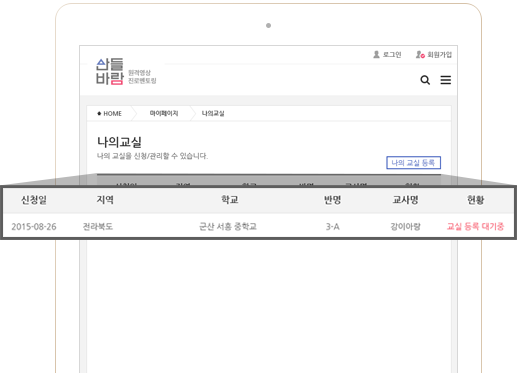 로그인 회원가입
산들
바람
원격영상
진로멘토링
HOME 마이페이지 나의교실
나의교실
나의 교실을 신청/관리할 수 있습니다.
나의 교실 등록
신청일 지역 학교 반명 교사명 현황
2015-08-26 전라북도 군산 서흥 중학교 3-A 강이아랑 교실 등록 대기중